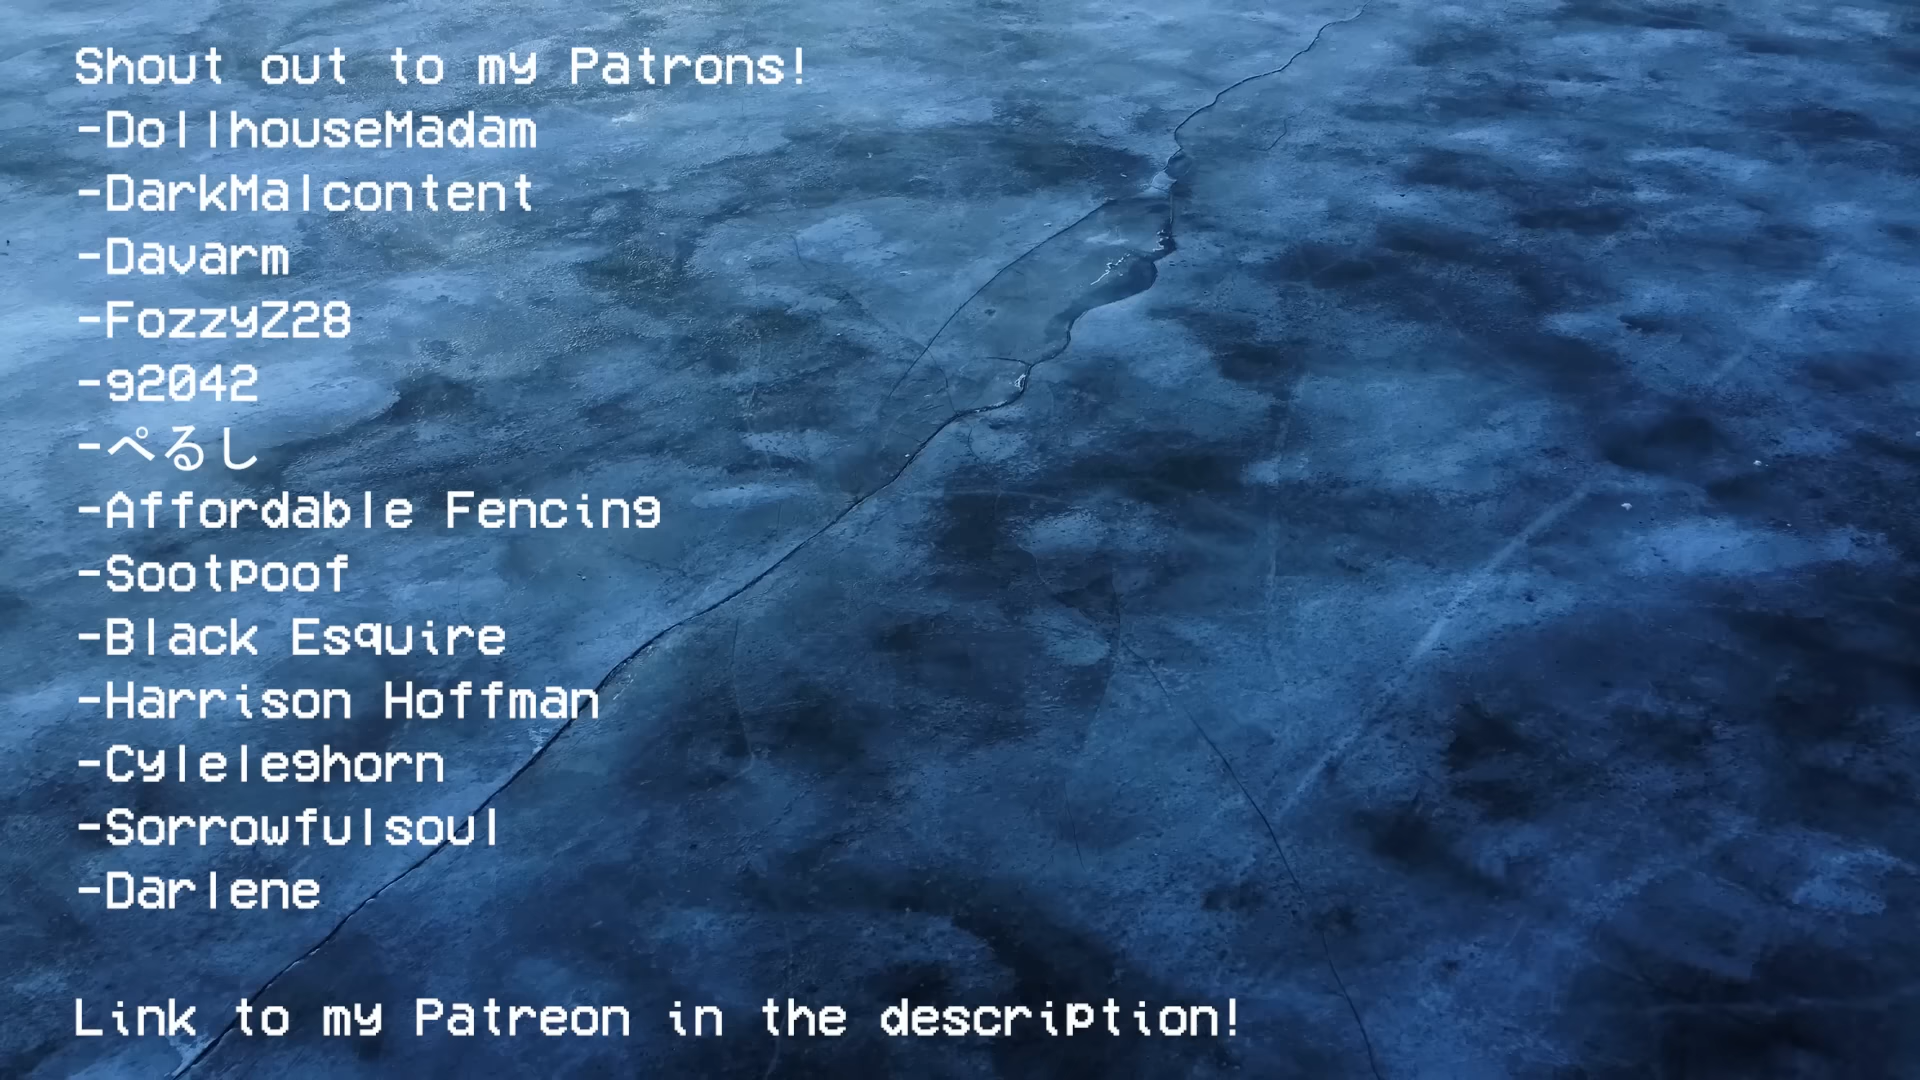 Shout out to my Patrons!
-DollhouseMadam
-DarkMalcontent
-Davarm
-FozzyZ28
-92042
-ぺるし
-Affordable Fencing
-Sootpoof
-Black Esquire
-Harrison Hoffman
-Cyleleghorn
-Sorrowfulsoul
-Darlene
Link to my Patreon in the description!